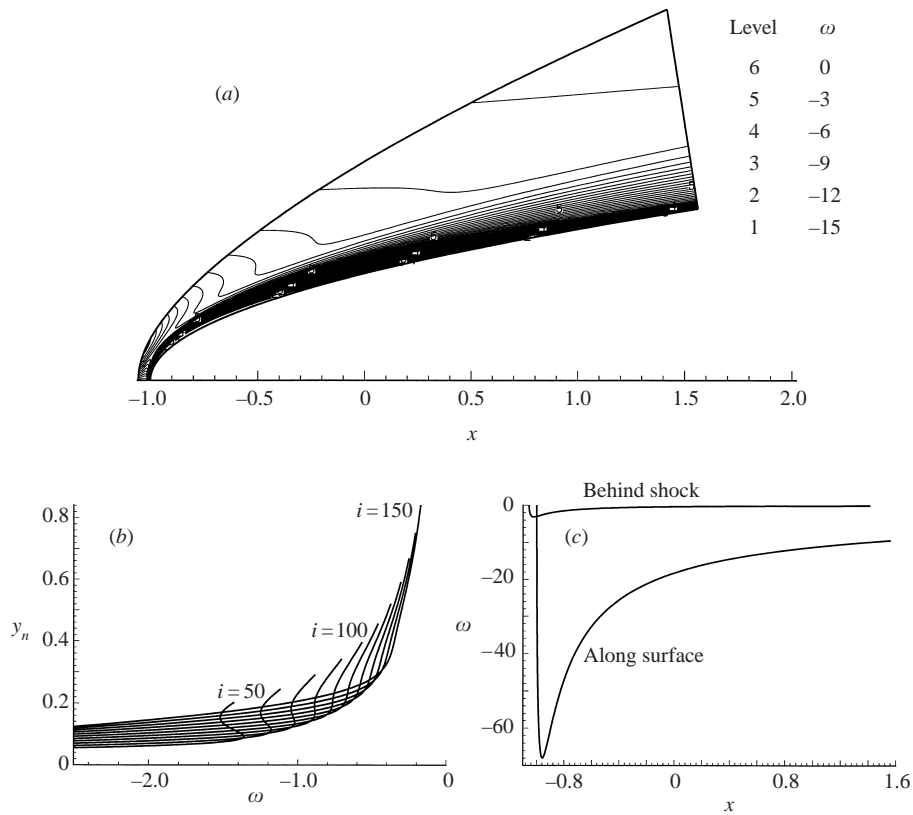 (a)
Level ω
6 0
5 –3
4 –6
3 –9
2 –12
1 –15
–1.0 –0.5 0 0.5 1.0 1.5 2.0
x
(b)
0.8
0.6
0.4
0.2
0
yn
i = 150
i = 100
i = 50
–2.0 –1.0 0
ω
(c)
Behind shock
Along surface
0
–20
–40
–60
ω
–0.8 0 0.8 1.6
x